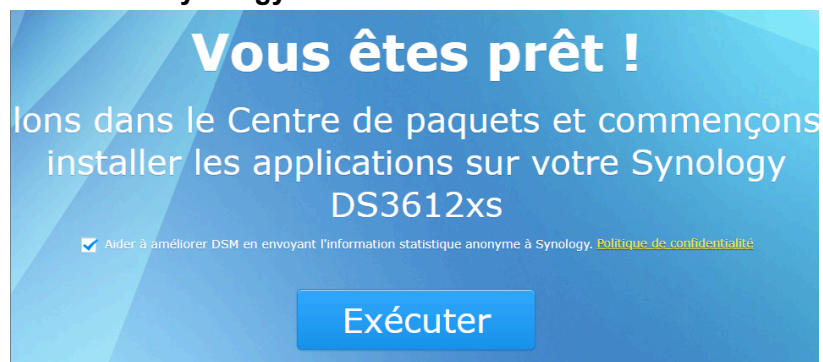 Vous êtes prêt !
lons dans le Centre de paquets et commençons
installer les applications sur votre Synology
DS3612xs
Aider à améliorer DSM en envoyant l'information statistique anonyme à Synology. Politique de confidentialité
Exécuter